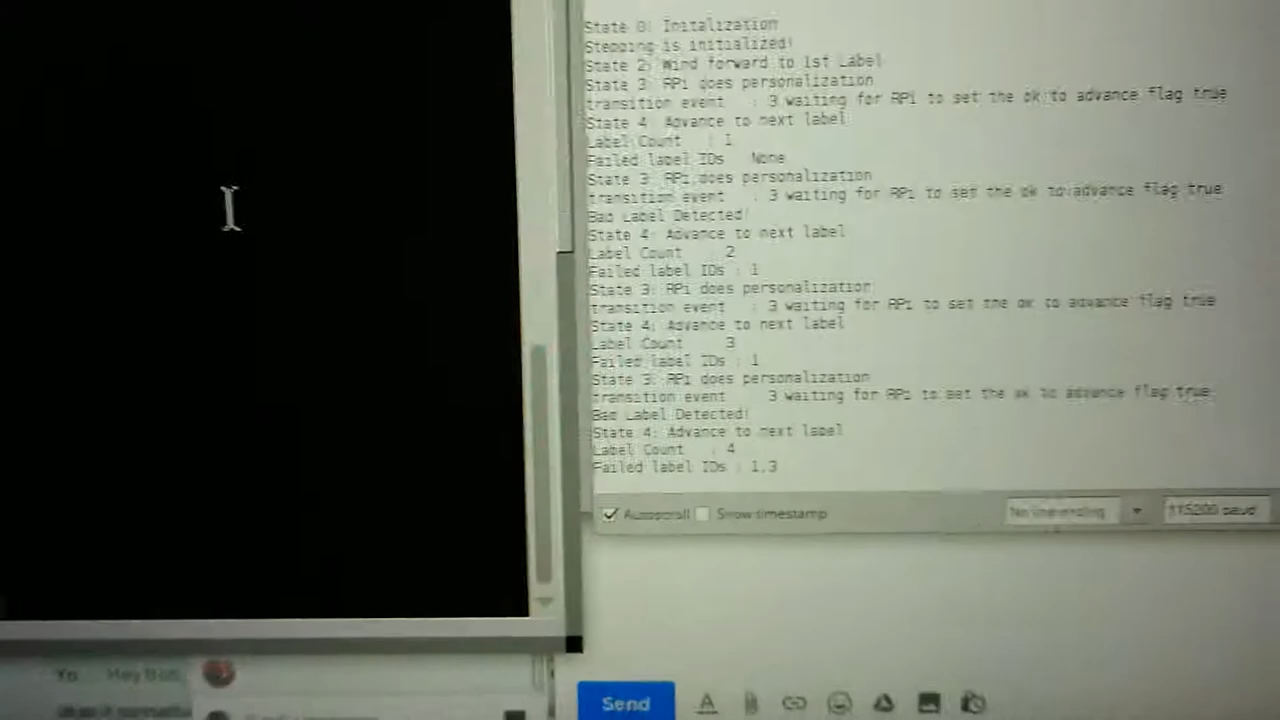 State 0: Initalization
Stepping is initialized!
State 2: Wind forward to 1st Label
State 3: RPi does personalization
transition event : 3 waiting for RPi to set the ok to advance flag true
State 4: Advance to next label
Label Count : 1
Failed label IDs None
State 3: RPi does personalization
transition event : 3 waiting for RPi to set the ok to advance flag true
Bad Label Detected!
State 4: Advance to next label
Label Count 2
Failed label IDs : 1
State 3: RPi does personalization
transition event : 3 waiting for RPi to set the ok to advance flag true
State 4: Advance to next label
Label Count 3
Failed label IDs : 1
State 3: RPi does personalization
transition event 3 waiting for RPi to set the ok to advance flag true
Bad Label Detected!
State 4: Advance to next label
Label Count : 4
Failed label IDs : 1,3
Autoscroll Show timestamp No line ending 115200 baud
Yo Hey Bob
Send